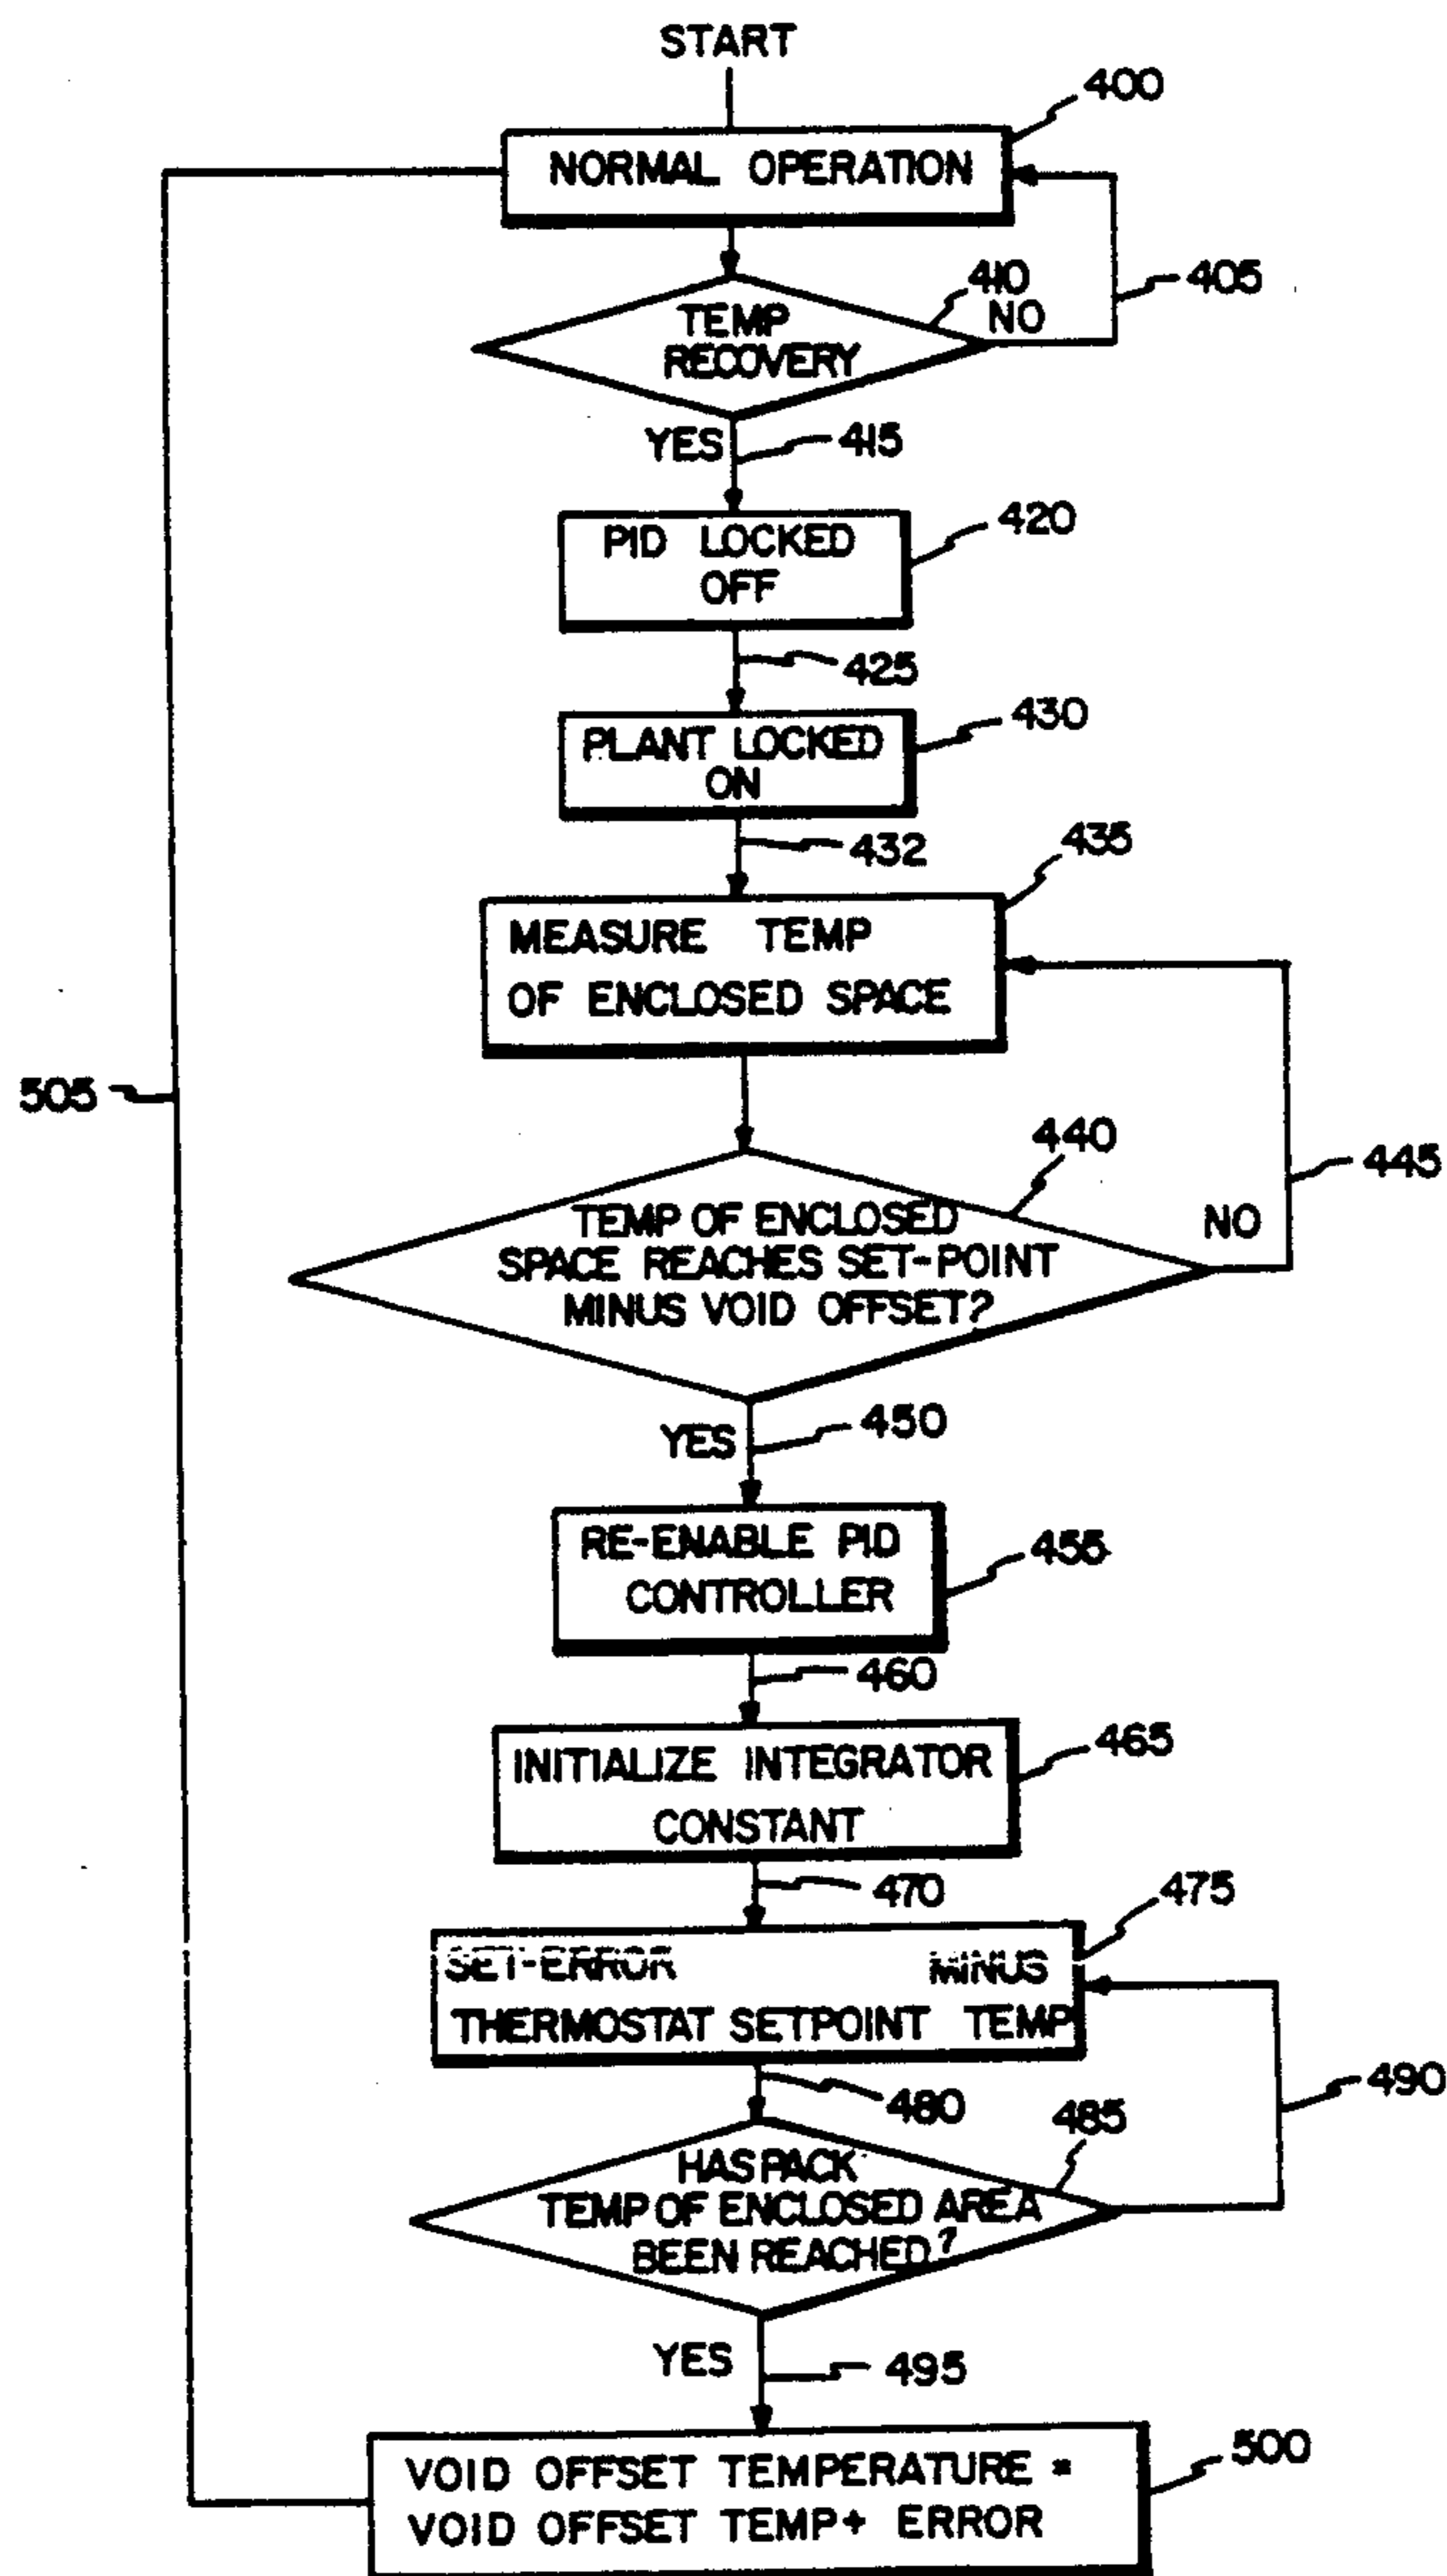 START
400
NORMAL OPERATION
405
410
NO
TEMP
RECOVERY
YES
415
PID LOCKED
OFF
420
425
PLANT LOCKED
ON
430
432
435
MEASURE TEMP
OF ENCLOSED SPACE
505
440
445
TEMP OF ENCLOSED
SPACE REACHES SET-POINT
MINUS VOID OFFSET?
NO
YES
450
RE-ENABLE PID
CONTROLLER
455
460
INITIALIZE INTEGRATOR
CONSTANT
465
470
475
SET-ERROR MINUS
THERMOSTAT SETPOINT TEMP
480
485
490
HAS PACK
TEMP OF ENCLOSED AREA
BEEN REACHED?
YES
495
VOID OFFSET TEMPERATURE =
VOID OFFSET TEMP + ERROR
500